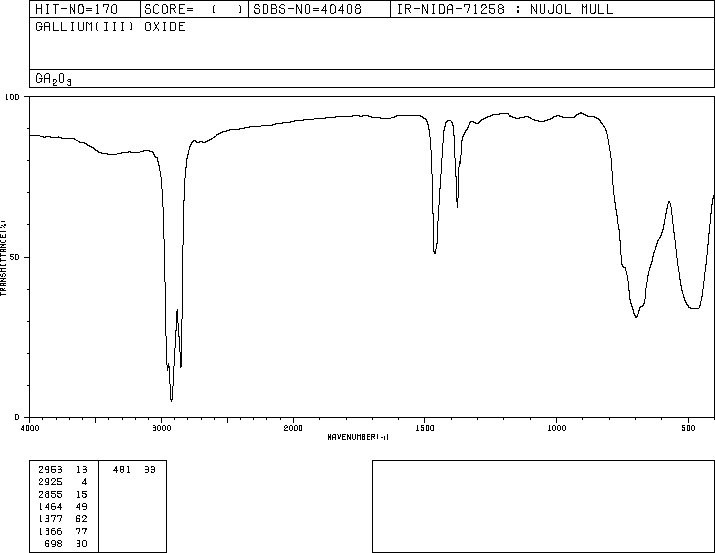 HIT-NO=170 SCORE= ( ) SDBS-NO=40408 IR-NIDA-71258 : NUJOL MULL
GALLIUM(III) OXIDE
GA2O3
100
50
0
TRANSMITTANCE(%)
4000 3000 2000 1500 1000 500
WAVENUMBER(-1)
2963 13 481 33
2925 4
2855 15
1464 49
1377 62
1366 77
698 30